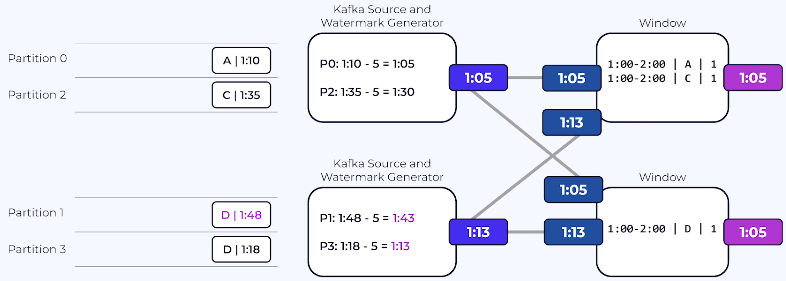 Kafka Source and
Watermark Generator
Window
Partition 0
A | 1:10
Partition 2
C | 1:35
P0: 1:10 - 5 = 1:05
P2: 1:35 - 5 = 1:30
1:05
1:05
1:13
1:00-2:00 | A | 1
1:00-2:00 | C | 1
1:05
Kafka Source and
Watermark Generator
Window
Partition 1
D | 1:48
Partition 3
D | 1:18
P1: 1:48 - 5 = 1:43
P3: 1:18 - 5 = 1:13
1:13
1:05
1:13
1:00-2:00 | D | 1
1:05